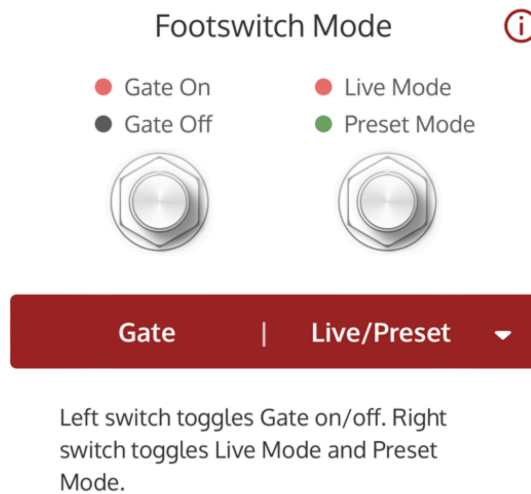 Footswitch Mode
Gate On
Live Mode
Gate Off
Preset Mode
Gate | Live/Preset
Left switch toggles Gate on/off. Right
switch toggles Live Mode and Preset
Mode.